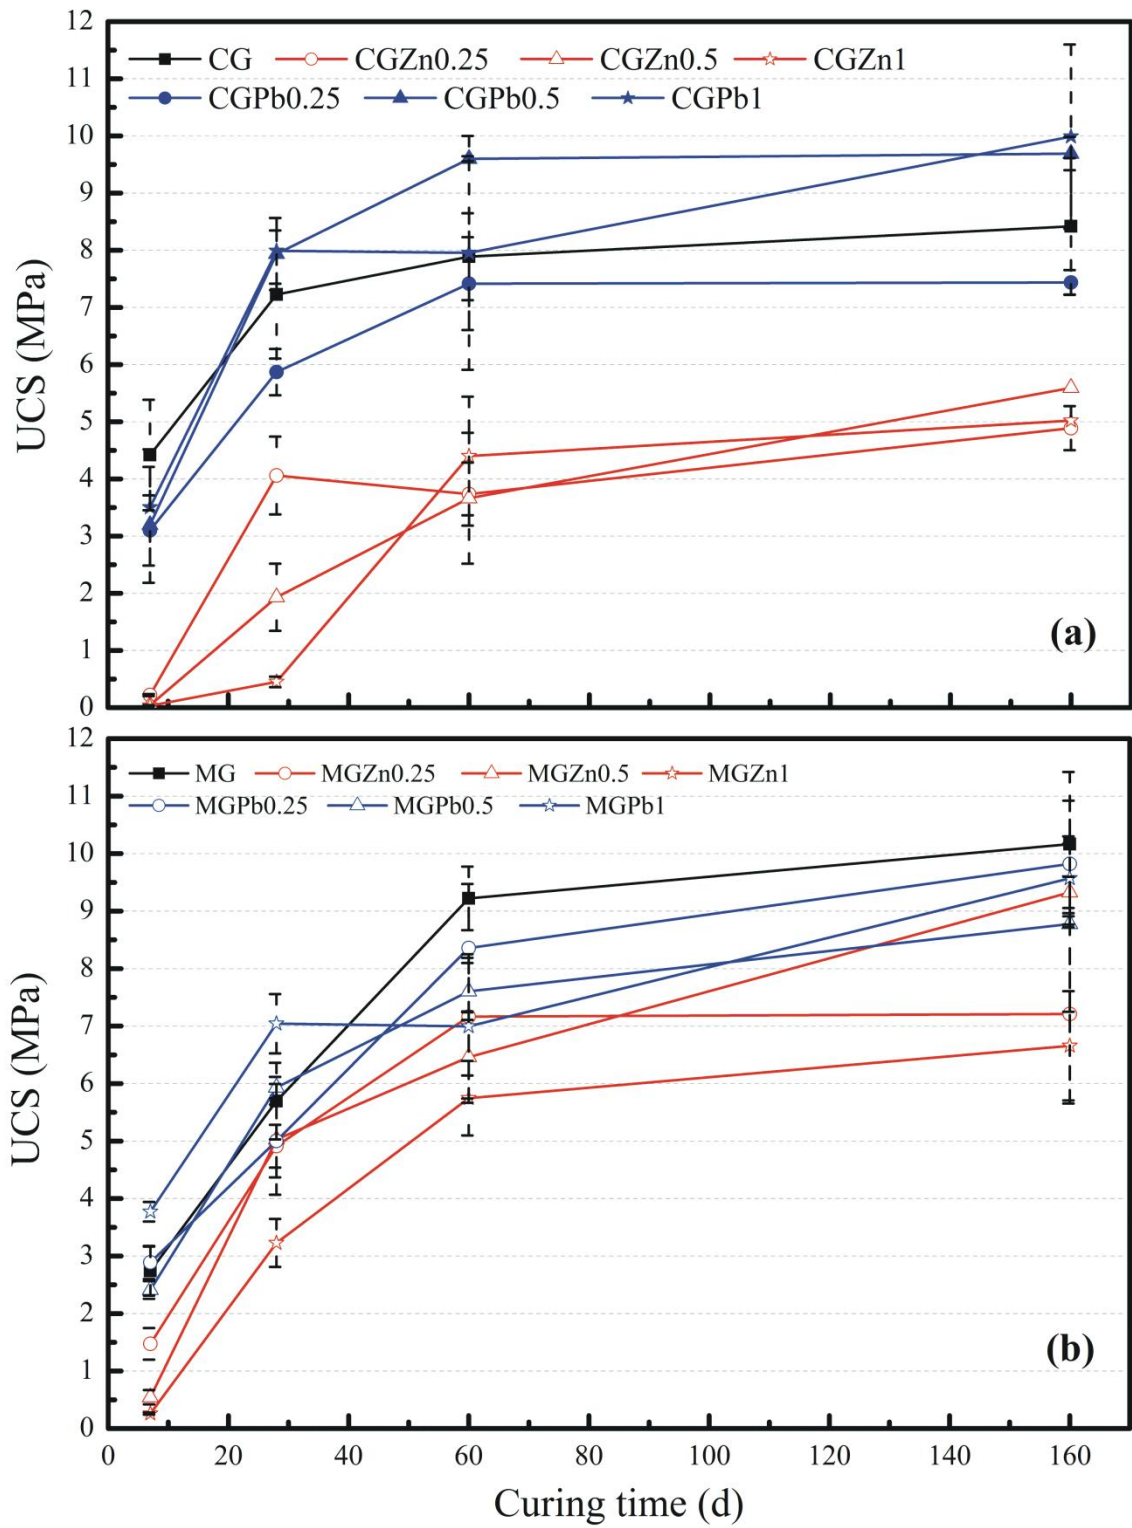 12
11
10
9
8
7
6
5
4
3
2
1
0
UCS (MPa)
CG CGZn0.25 CGZn0.5 CGZn1
CGPb0.25 CGPb0.5 CGPb1
(a)
12
11
10
9
8
7
6
5
4
3
2
1
0
UCS (MPa)
MG MGZn0.25 MGZn0.5 MGZn1
MGPb0.25 MGPb0.5 MGPb1
(b)
0 20 40 60 80 100 120 140 160
Curing time (d)